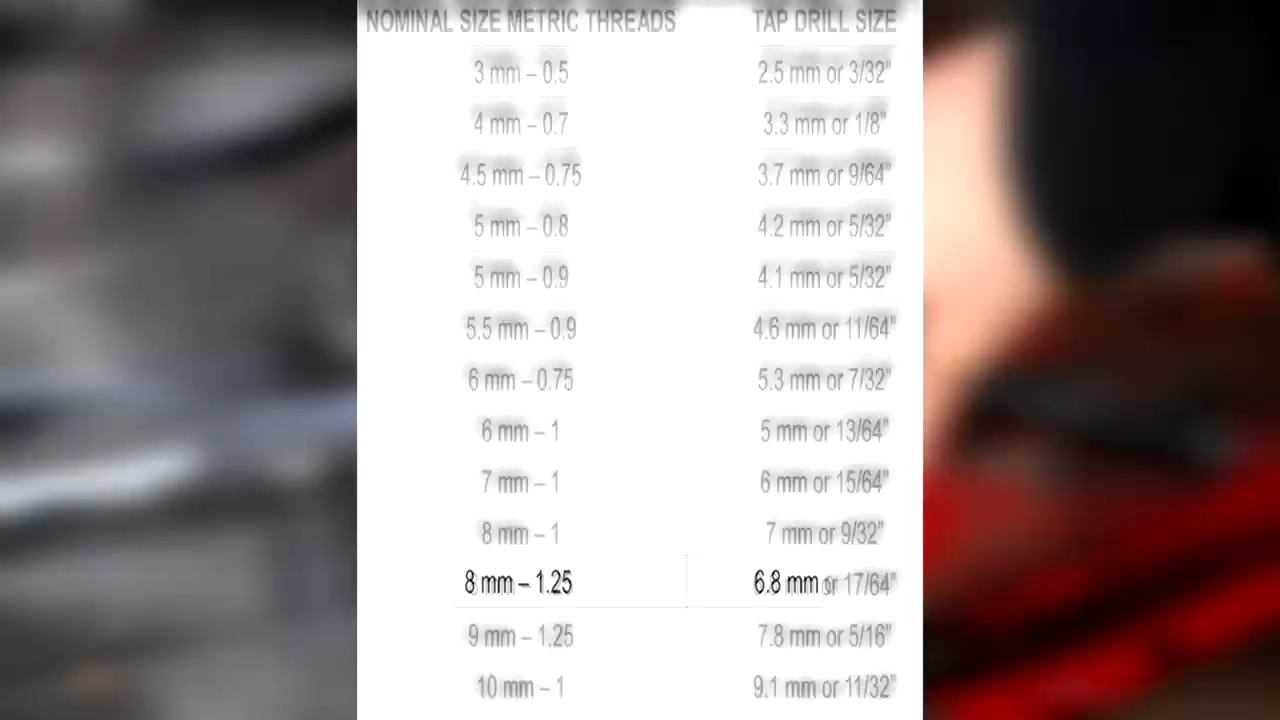 NOMINAL SIZE METRIC THREADS TAP DRILL SIZE
3 mm – 0.5 2.5 mm or 3/32"
4 mm – 0.7 3.3 mm or 1/8"
4.5 mm – 0.75 3.7 mm or 9/64"
5 mm – 0.8 4.2 mm or 5/32"
5 mm – 0.9 4.1 mm or 5/32"
5.5 mm – 0.9 4.6 mm or 11/64"
6 mm – 0.75 5.3 mm or 7/32"
6 mm – 1 5 mm or 13/64"
7 mm – 1 6 mm or 15/64"
8 mm – 1 7 mm or 9/32"
8 mm – 1.25 6.8 mm or 17/64"
9 mm – 1.25 7.8 mm or 5/16"
10 mm – 1 9.1 mm or 11/32"